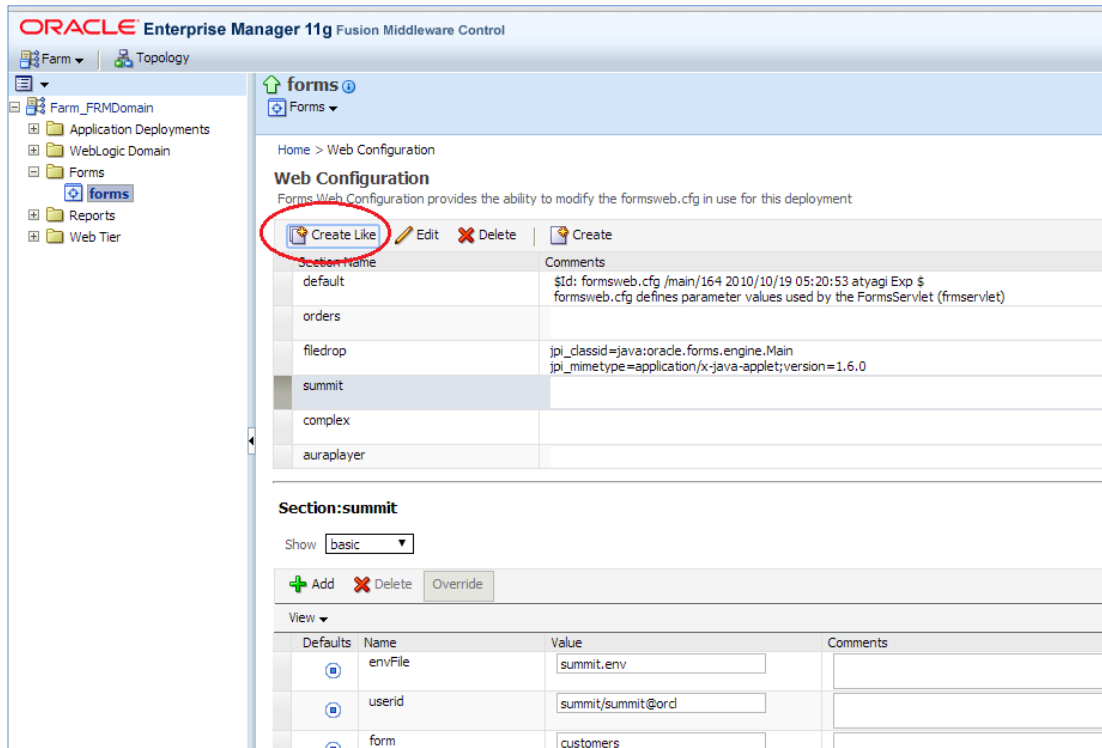 ORACLE Enterprise Manager 11g Fusion Middleware Control
Farm Topology
forms
Forms
Farm_FRMDomain
Application Deployments
WebLogic Domain
Forms
forms
Reports
Web Tier
Home > Web Configuration
Web Configuration
Forms Web Configuration provides the ability to modify the formsweb.cfg in use for this deployment
Create Like Edit Delete Create
Section Name Comments
default $Id: formsweb.cfg /main/164 2010/10/19 05:20:53 atyagi Exp $
formsweb.cfg defines parameter values used by the FormsServlet (frmservlet)
orders
filedrop jpi_classid=java:oracle.forms.engine.Main
jpi_mimetype=application/x-java-applet;version=1.6.0
summit
complex
auraplayer
Section:summit
Show basic
Add Delete Override
View
Defaults Name Value Comments
envFile summit.env
userid summit/summit@orcl
form customers